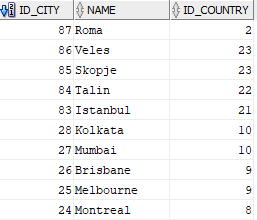 ID_CITY NAME ID_COUNTRY
87 Roma 2
86 Veles 23
85 Skopje 23
84 Talin 22
83 Istanbul 21
28 Kolkata 10
27 Mumbai 10
26 Brisbane 9
25 Melbourne 9
24 Montreal 8